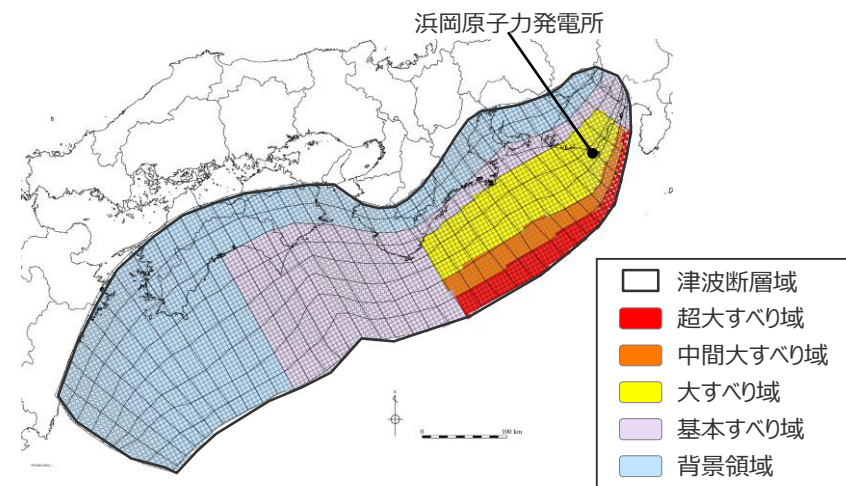 浜岡原子力発電所
津波断層域
超大すべり域
中間大すべり域
大すべり域
基本すべり域
背景領域
0 100 km